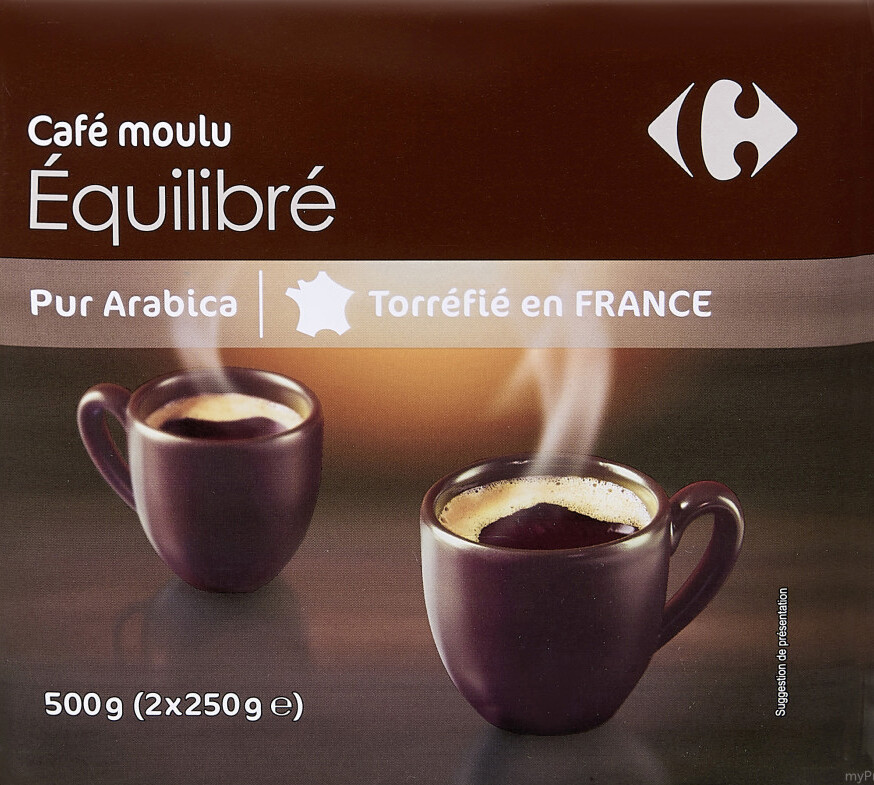 Café moulu
Équilibré
Pur Arabica
Torréfié en FRANCE
500g (2x250g ℮)
Suggestion de présentation